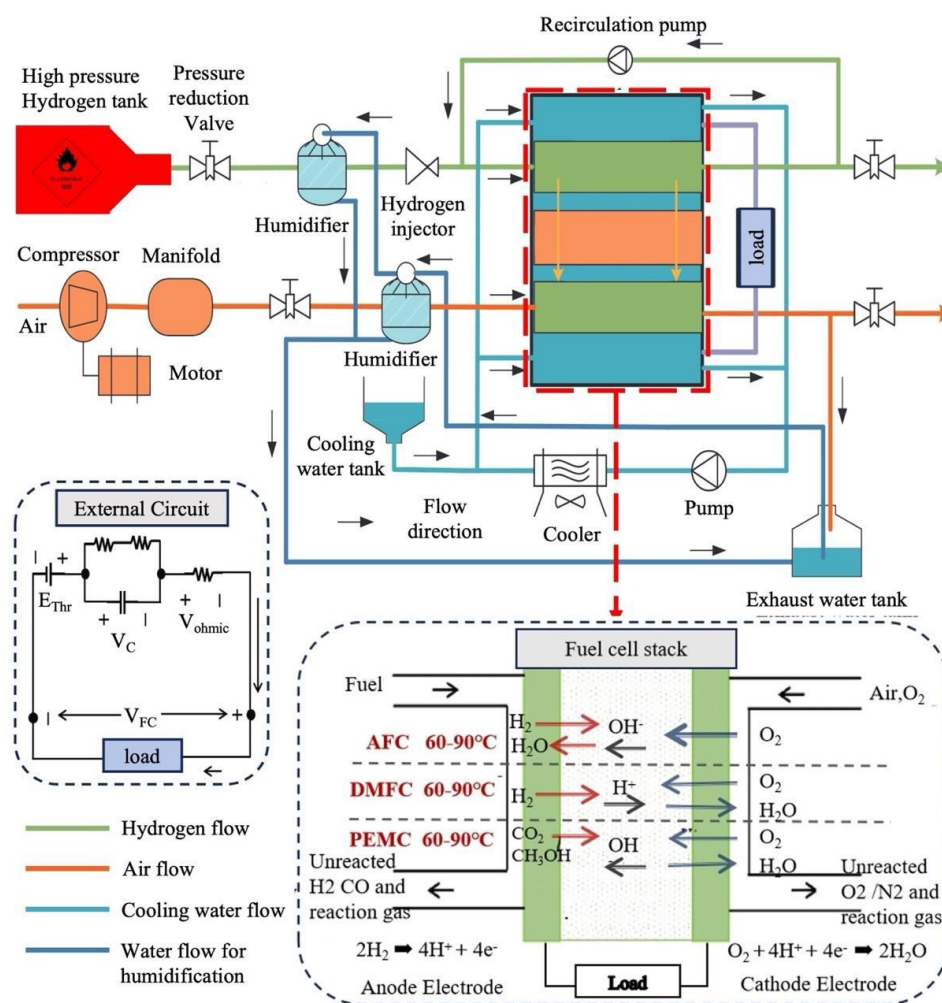 Recirculation pump
High pressure
Hydrogen tank
Pressure
reduction
Valve
Humidifier
Hydrogen
injector
load
Compressor
Manifold
Air
Motor
Humidifier
Cooling
water tank
Flow
direction
Cooler
Pump
Exhaust water tank
External Circuit
E_Thr
V_C
V_ohmic
V_FC
load
Hydrogen flow
Air flow
Cooling water flow
Water flow for
humidification
Fuel cell stack
Fuel
Air,O₂
AFC 60-90°C
H₂
H₂O
OH-
O₂
DMFC 60-90°C
H₂
H⁺
O₂
H₂O
PEMC 60-90°C
CO₂
CH₃OH
OH
O₂
H₂O
Unreacted
H2 CO and
reaction gas
Unreacted
O2 /N2 and
reaction gas
2H₂ ➡ 4H⁺ + 4e⁻
O₂ + 4H⁺ + 4e⁻ ➡ 2H₂O
Anode Electrode
Load
Cathode Electrode